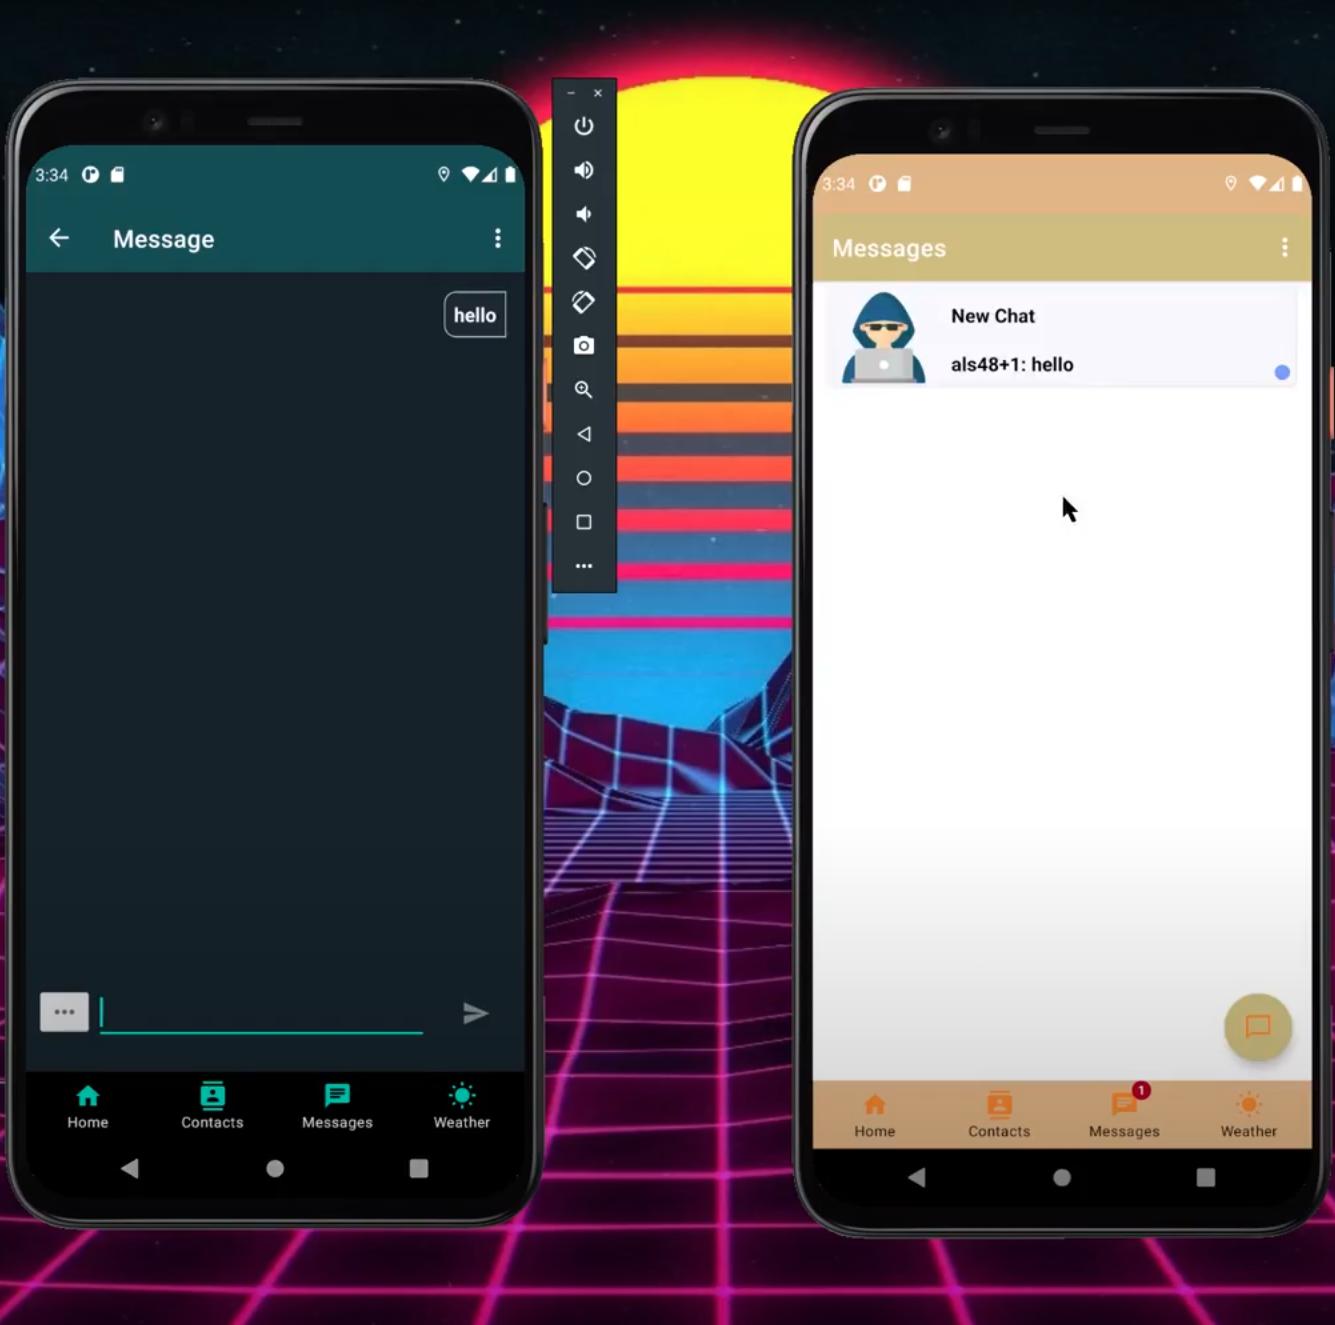 3:34
Message
hello
Home
Contacts
Messages
Weather
3:34
Messages
New Chat
als48+1: hello
1
Home
Contacts
Messages
Weather